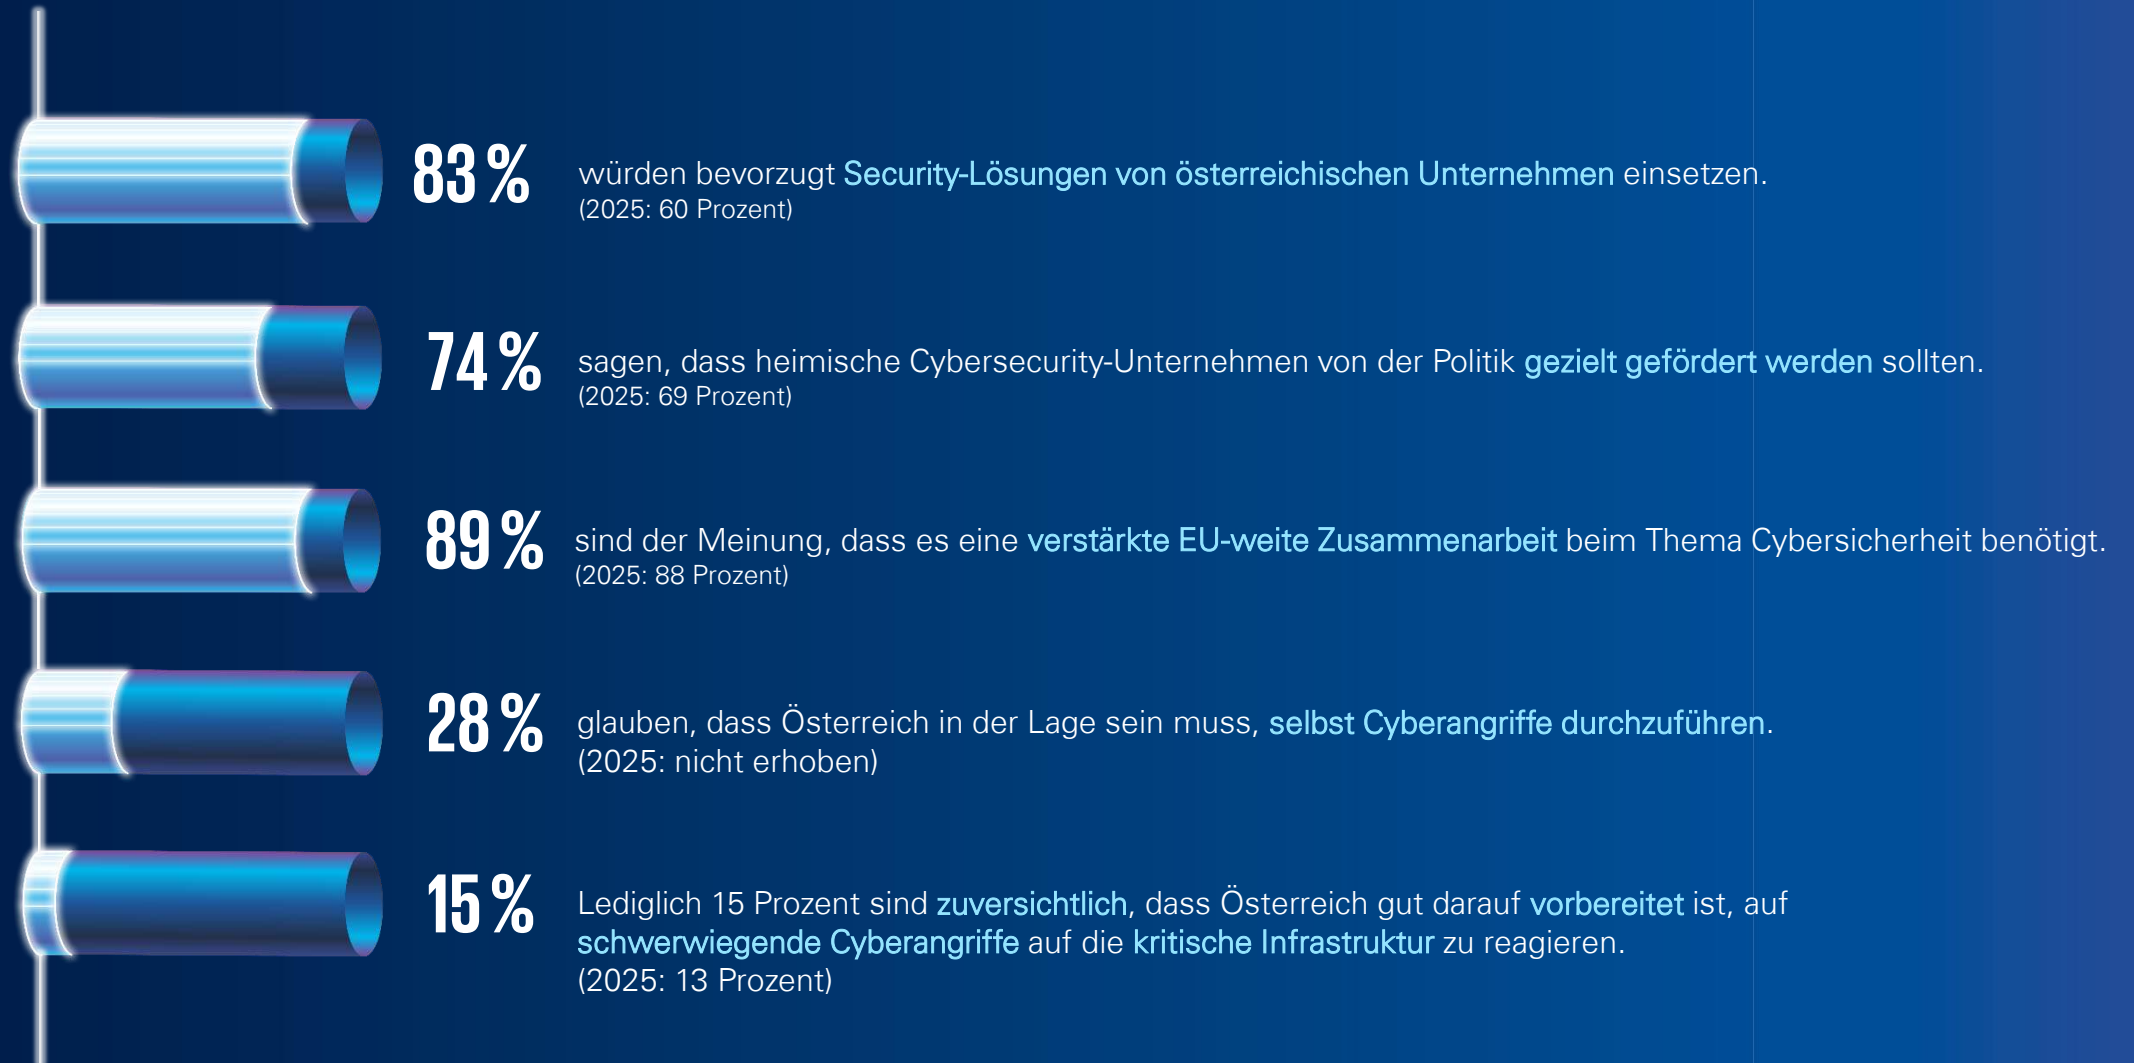 83 % würden bevorzugt Security-Lösungen von österreichischen Unternehmen einsetzen.
(2025: 60 Prozent)
74 % sagen, dass heimische Cybersecurity-Unternehmen von der Politik gezielt gefördert werden sollten.
(2025: 69 Prozent)
89 % sind der Meinung, dass es eine verstärkte EU-weite Zusammenarbeit beim Thema Cybersicherheit benötigt.
(2025: 88 Prozent)
28 % glauben, dass Österreich in der Lage sein muss, selbst Cyberangriffe durchzuführen.
(2025: nicht erhoben)
15 % Lediglich 15 Prozent sind zuversichtlich, dass Österreich gut darauf vorbereitet ist, auf
schwerwiegende Cyberangriffe auf die kritische Infrastruktur zu reagieren.
(2025: 13 Prozent)